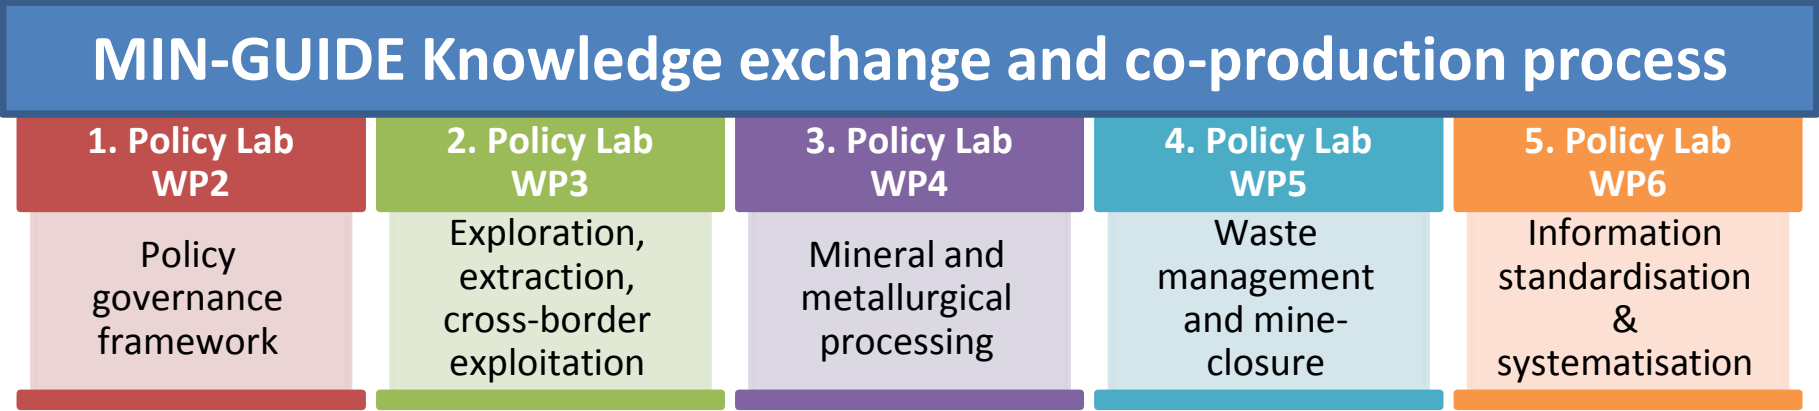 MIN-GUIDE Knowledge exchange and co-production process
1. Policy Lab
WP2
Policy
governance
framework
2. Policy Lab
WP3
Exploration,
extraction,
cross-border
exploitation
3. Policy Lab
WP4
Mineral and
metallurgical
processing
4. Policy Lab
WP5
Waste
management
and mine-
closure
5. Policy Lab
WP6
Information
standardisation
&
systematisation